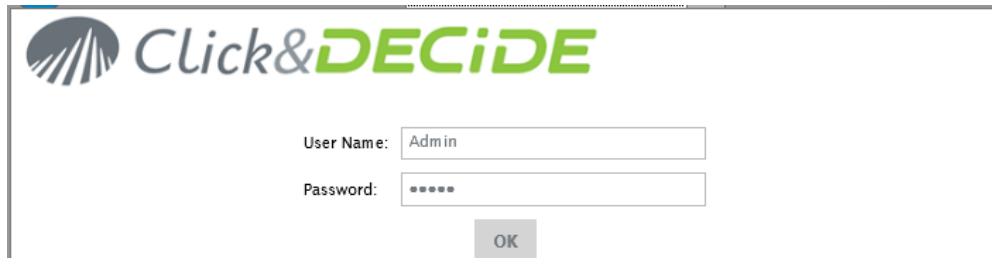 Click&DECiDE
User Name: Admin
Password: •••••
OK